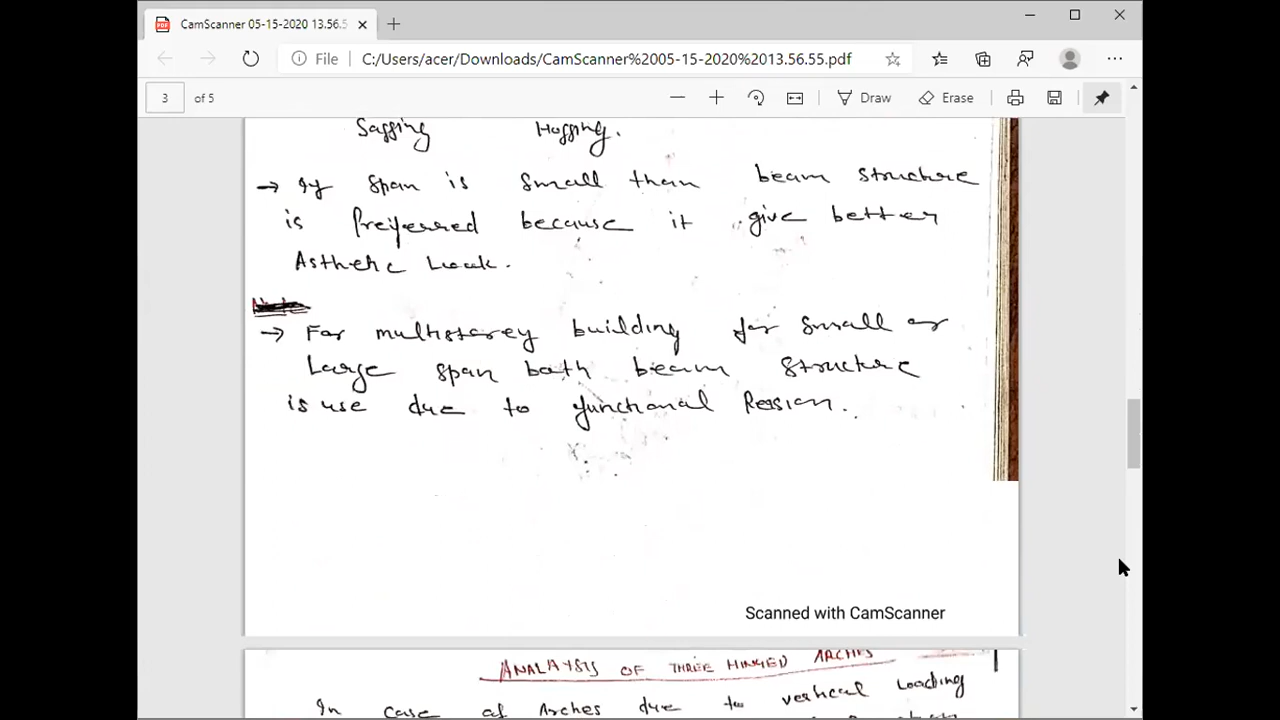 CamScanner 05-15-2020 13.56.5
File C:/Users/acer/Downloads/CamScanner%2005-15-2020%2013.56.55.pdf
3 of 5 Draw Erase
Sagging Hogging.
→ If span is small than beam structure
is Preiferred because it give better
Asthetic Look.
→ For multistorey building for small or
Large span both beam structure
is use due to functional Reason.
Scanned with CamScanner
ANALAYSIS OF THREE HINGED ARCHES
In case of Arches due to vertical Loading